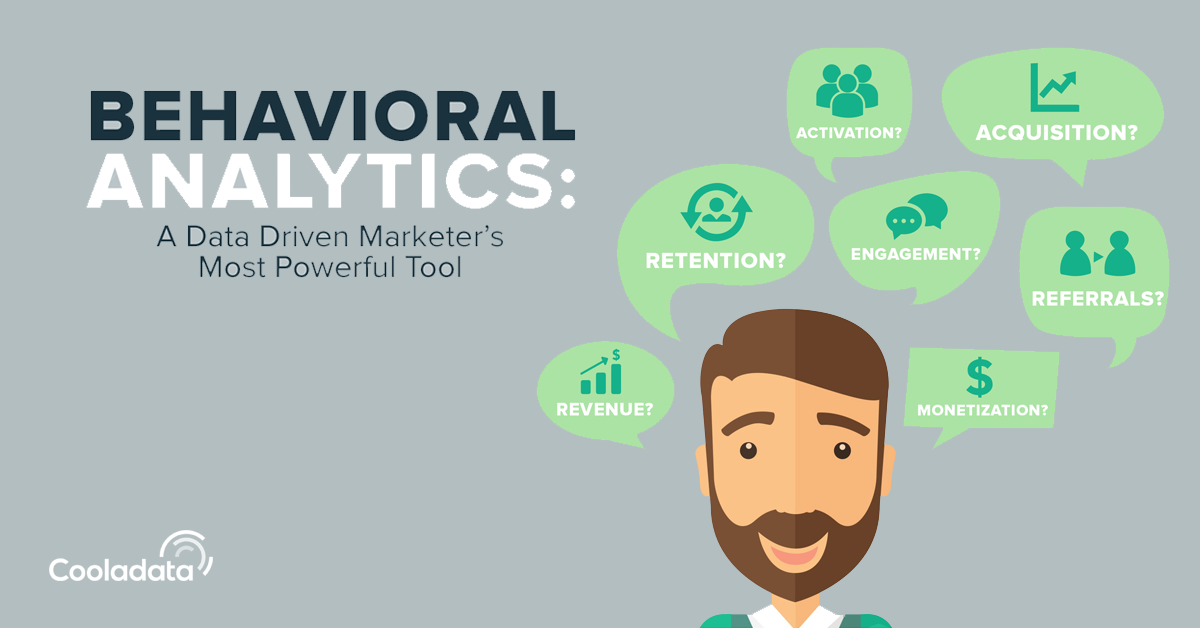 BEHAVIORAL
ANALYTICS:
A Data Driven Marketer's
Most Powerful Tool
ACTIVATION?
ACQUISITION?
RETENTION?
ENGAGEMENT?
REFERRALS?
$
REVENUE?
$
MONETIZATION?
Cooladata